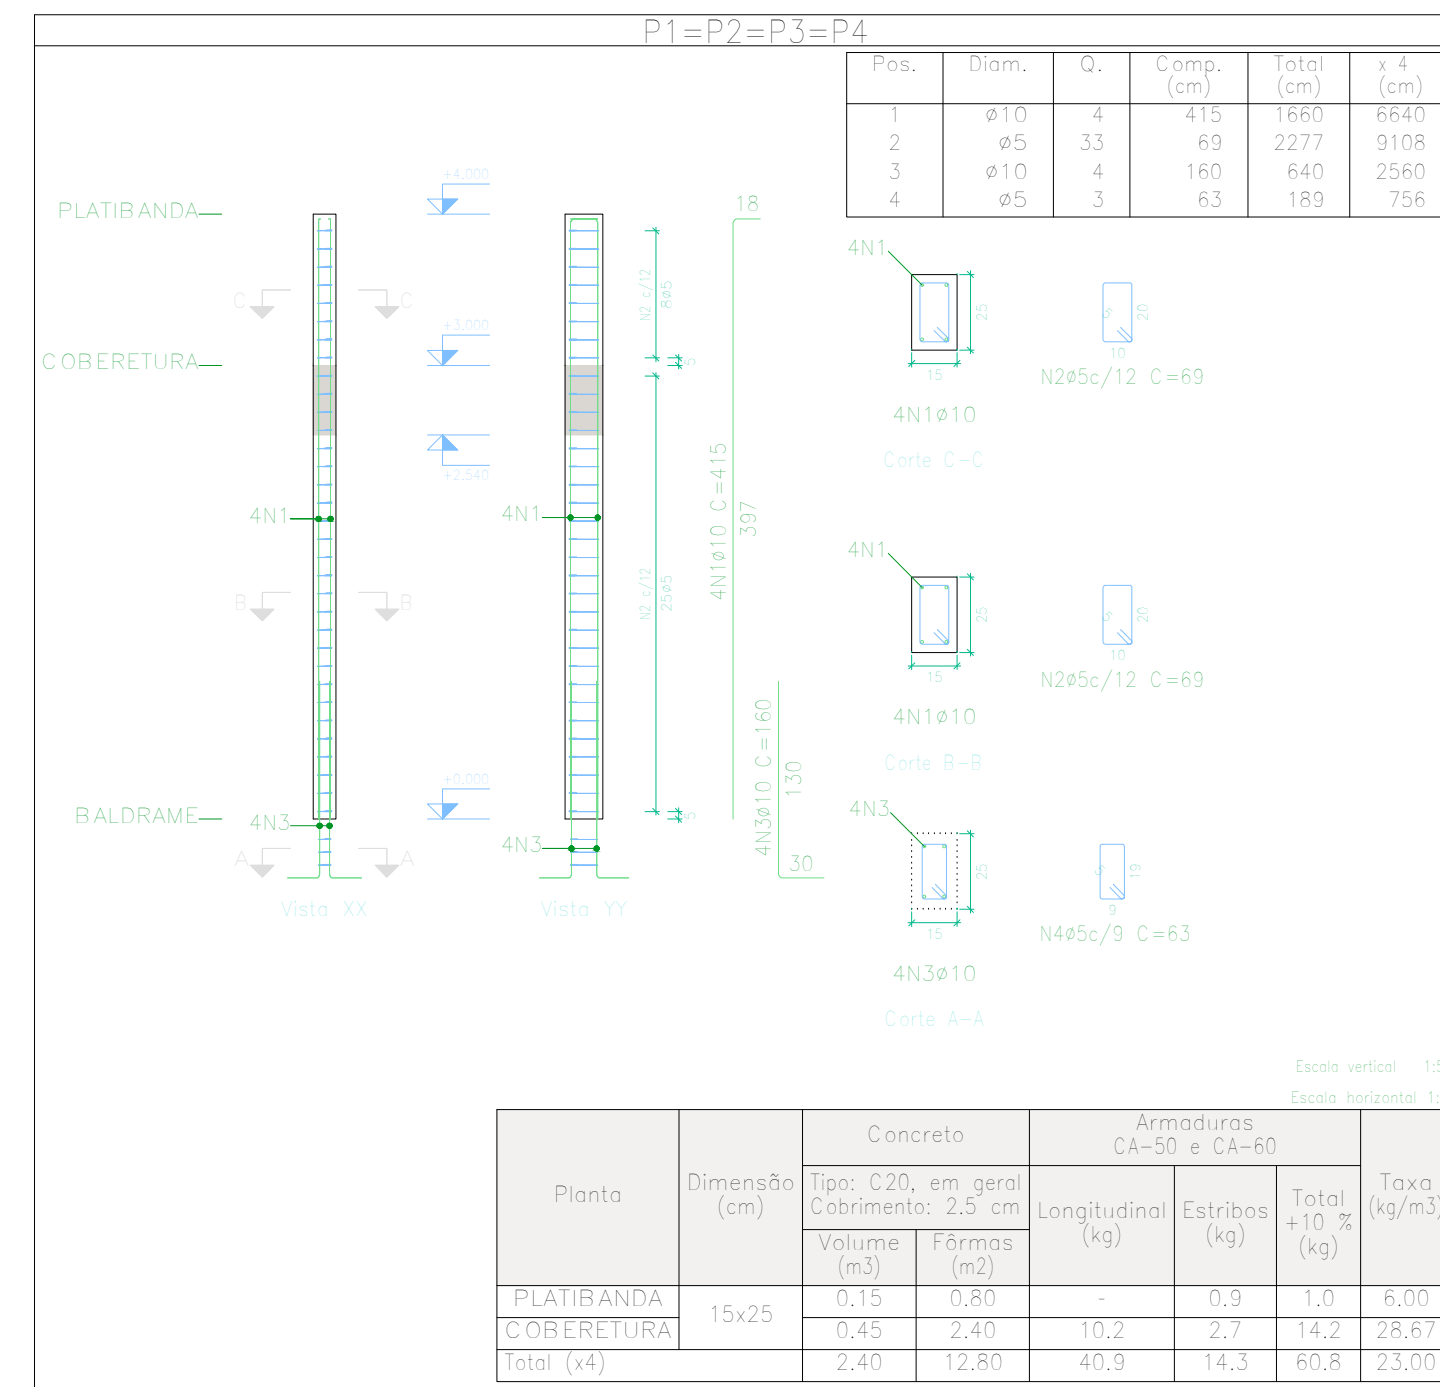 P1=P2=P3=P4
Pos. Diam. Q. Comp. (cm) Total (cm) x 4 (cm)
1 ø10 4 415 1660 6640
2 ø5 33 69 2277 9108
3 ø10 4 160 640 2560
4 ø5 3 63 189 756
+4.000
PLATIBANDA
18
4N1
C C
N2 c/12
8ø5
25
20
+3.000
COBERETURA
5
15
10
N2ø5c/12 C=69
4N1ø10
Corte C-C
+2.540
4N1
4N1
4N1ø10 C=415
397
4N1
B B
N2 c/12
25ø5
25
20
5
15
10
N2ø5c/12 C=69
4N1ø10
Corte B-B
+0.000
BALDRAME
5
4N3
4N3
4N3ø10 C=160
130
30
4N3
A A
Vista XX
Vista YY
25
19
5
15
9
N4ø5c/9 C=63
4N3ø10
Corte A-A
Escala vertical
Escala horizontal
Planta
Dimensão
(cm)
Concreto
Tipo: C20, em geral
Cobrimento: 2.5 cm
Volume
(m3)
Fôrmas
(m2)
Armaduras
CA-50 e CA-60
Longitudinal
(kg)
Estribos
(kg)
Total
+10 %
(kg)
Taxa
(kg/m3)
PLATIBANDA 15x25 0.15 0.80 - 0.9 1.0 6.00
COBERETURA 0.45 2.40 10.2 2.7 14.2 28.67
Total (x4) 2.40 12.80 40.9 14.3 60.8 23.00